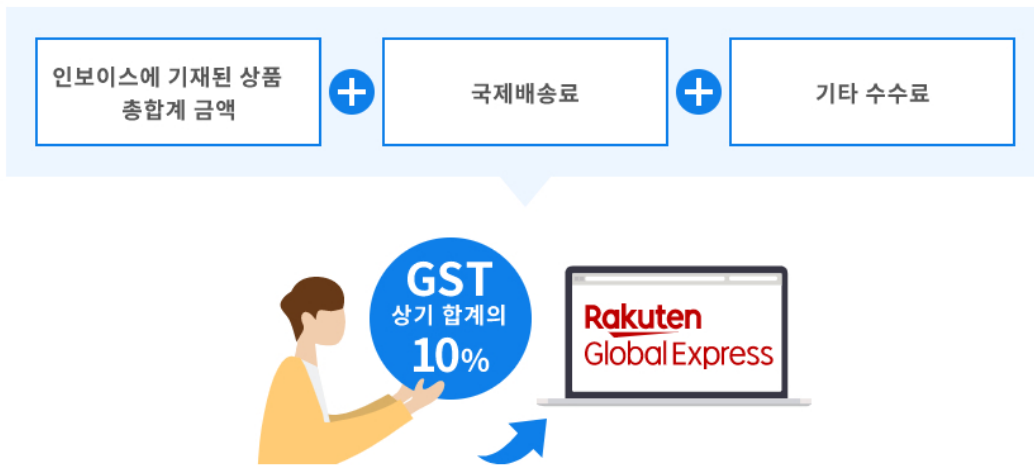 인보이스에 기재된 상품
총합계 금액
국제배송료
기타 수수료
GST
상기 합계의
10%
Rakuten
Global Express